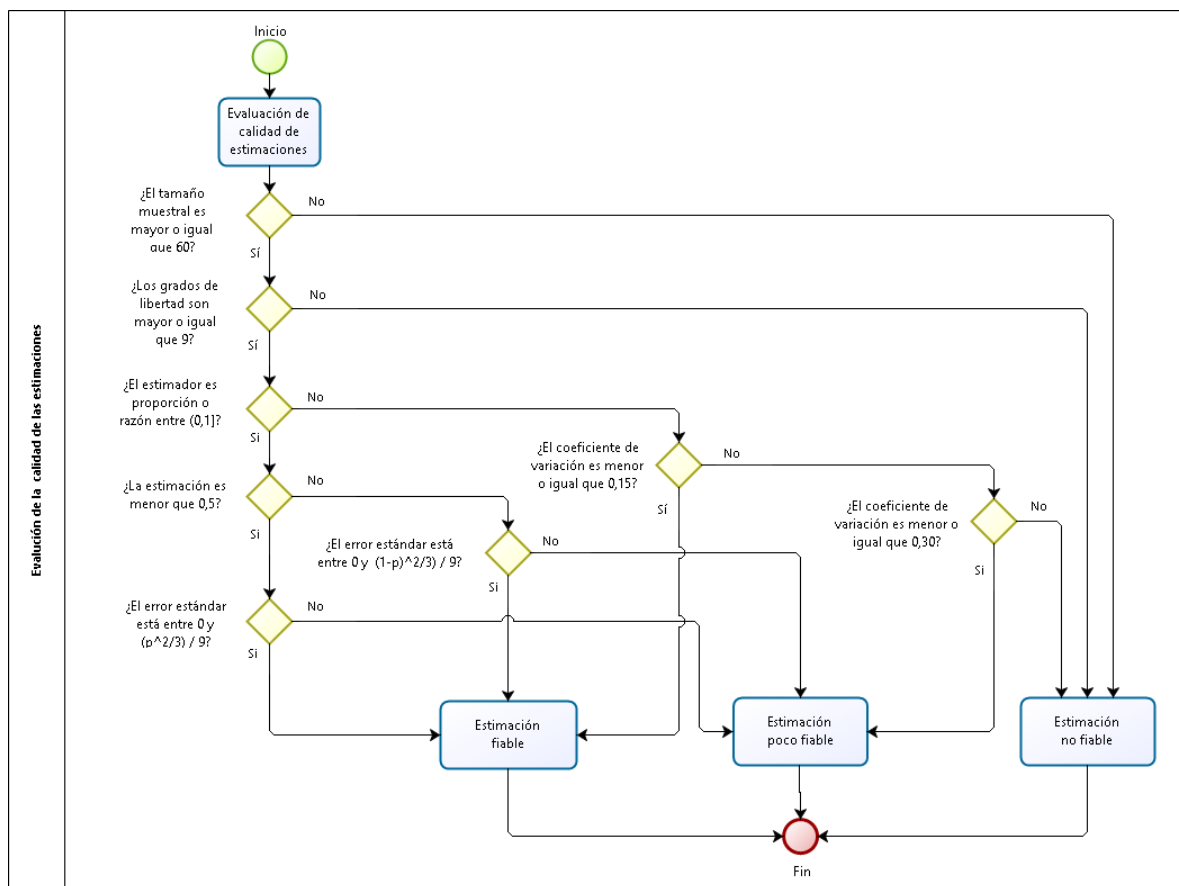 Evalución de la calidad de las estimaciones
Inicio
Evaluación de
calidad de
estimaciones
¿El tamaño
muestral es
mayor o igual
que 60?
No
Sí
¿Los grados de
libertad son
mayor o igual
que 9?
No
Sí
¿El estimador es
proporción o
razón entre (0,1]?
No
Si
¿El coeficiente de
variación es menor
o igual que 0,15?
No
Sí
¿La estimación es
menor que 0,5?
No
Si
¿El coeficiente de
variación es menor o
igual que 0,30?
No
Si
¿El error estándar está
entre 0 y (1-p)^2/3) / 9?
No
Si
¿El error estándar
está entre 0 y
(p^2/3) / 9?
No
Si
Estimación
fiable
Estimación
poco fiable
Estimación
no fiable
Fin